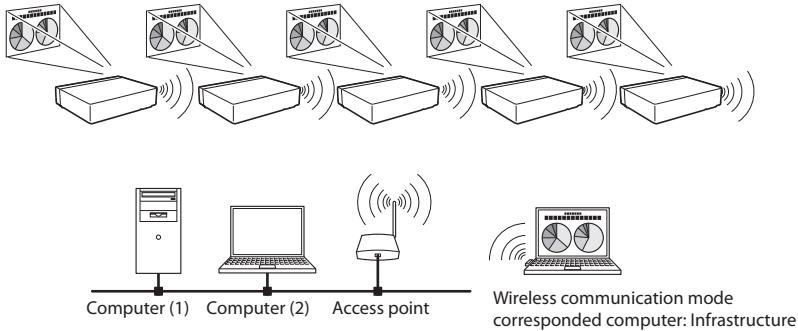 Computer (1) Computer (2) Access point
Wireless communication mode
corresponded computer: Infrastructure